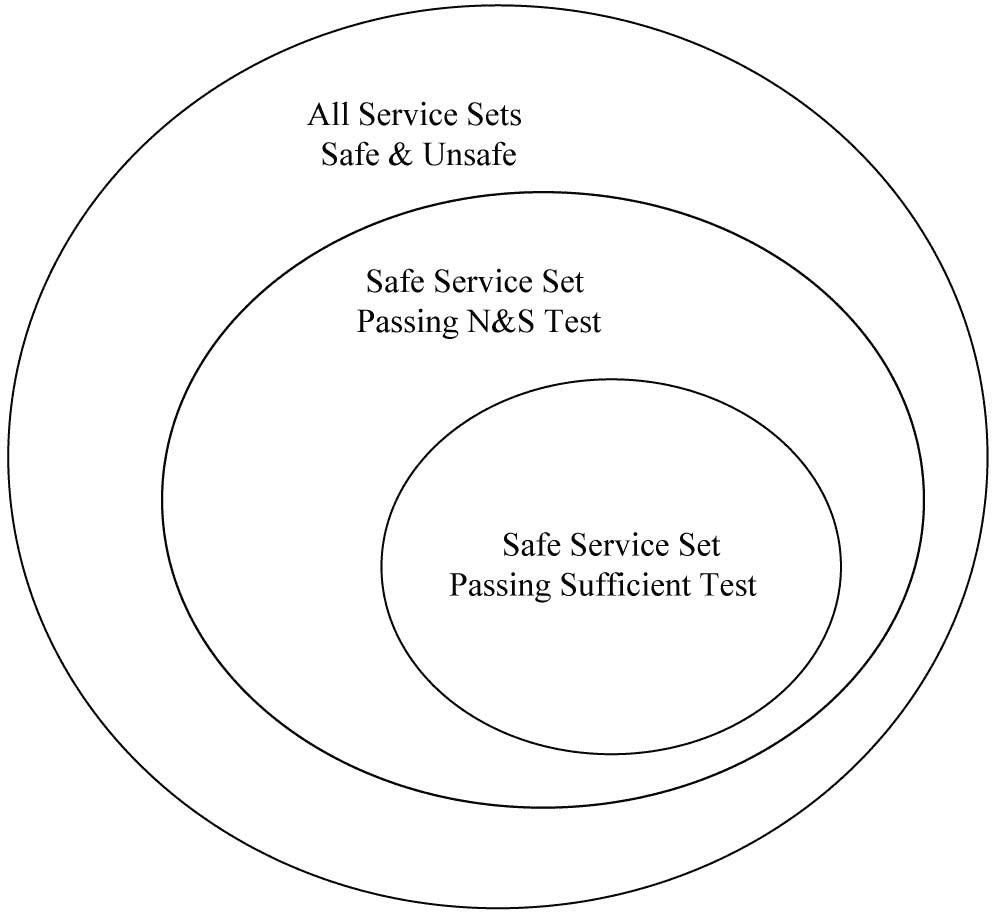 All Service Sets
Safe & Unsafe
Safe Service Set
Passing N&S Test
Safe Service Set
Passing Sufficient Test